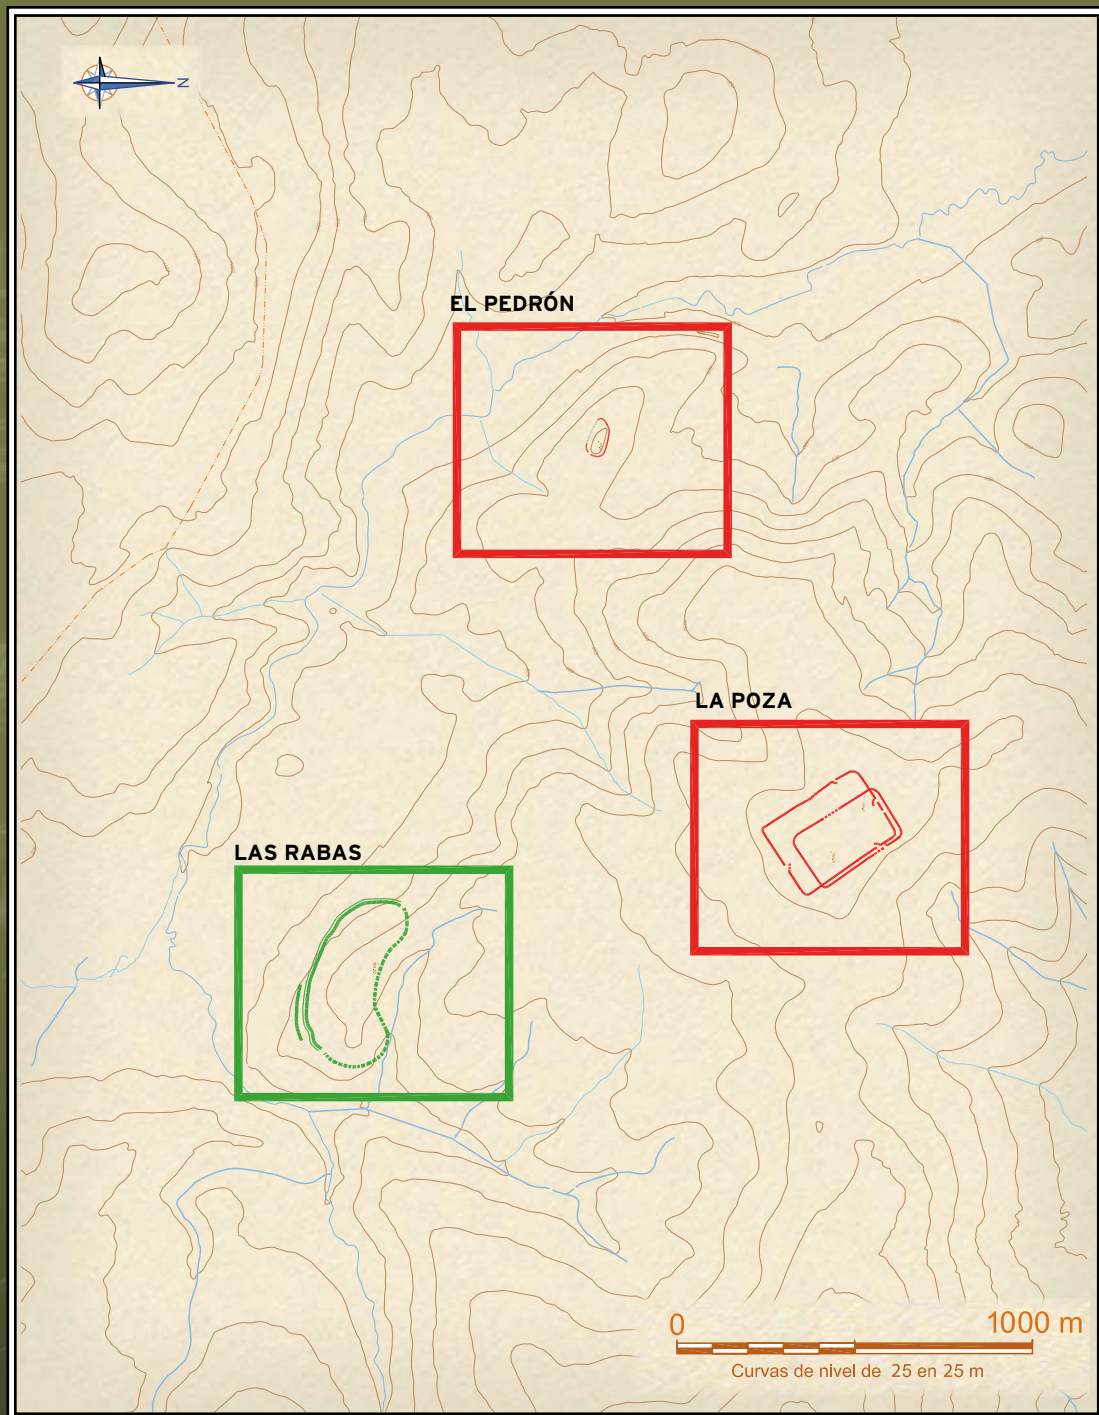 N
EL PEDRÓN
LA POZA
LAS RABAS
0 1000 m
Curvas de nivel de 25 en 25 m